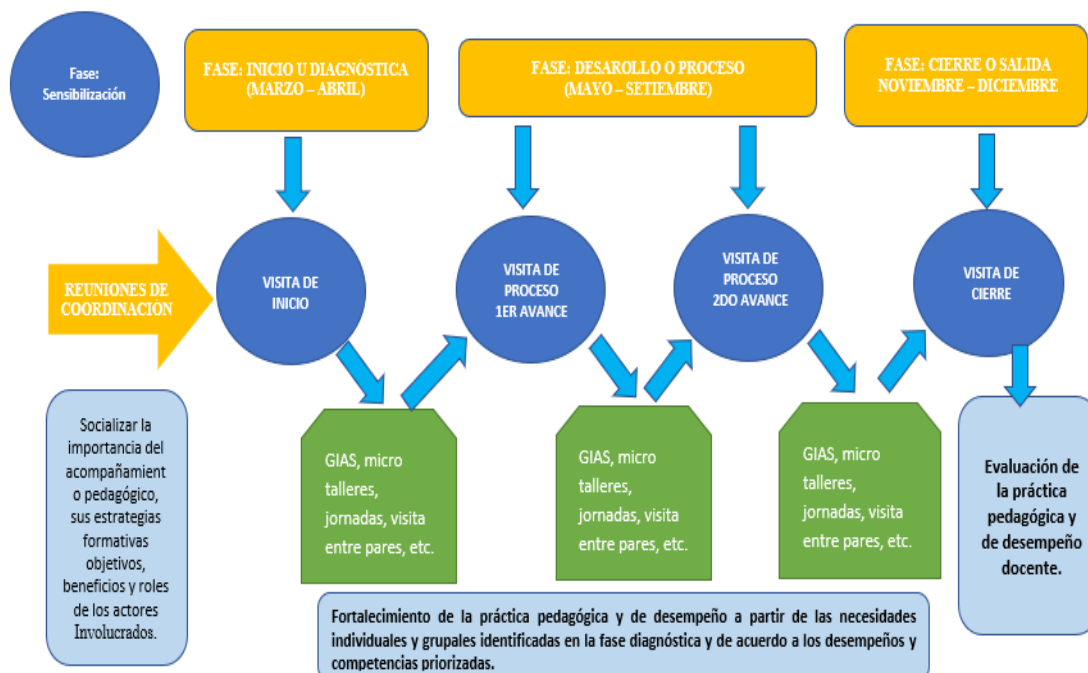 Fase:
Sensibilización
FASE: INICIO U DIAGNÓSTICA
(MARZO – ABRIL)
FASE: DESAROLLO O PROCESO
(MAYO – SETIEMBRE)
FASE: CIERRE O SALIDA
NOVIEMBRE – DICIEMBRE
REUNIONES DE
COORDINACIÓN
VISITA DE
INICIO
VISITA DE
PROCESO
1ER AVANCE
VISITA DE
PROCESO
2DO AVANCE
VISITA DE
CIERRE
Socializar la
importancia del
acompañamient
o pedagógico,
sus estrategias
formativas
objetivos,
beneficios y roles
de los actores
Involucrados.
GIAS, micro
talleres,
jornadas, visita
entre pares, etc.
GIAS, micro
talleres,
jornadas, visita
entre pares, etc.
GIAS, micro
talleres,
jornadas, visita
entre pares, etc.
Evaluación de
la práctica
pedagógica y
de desempeño
docente.
Fortalecimiento de la práctica pedagógica y de desempeño a partir de las necesidades
individuales y grupales identificadas en la fase diagnóstica y de acuerdo a los desempeños y
competencias priorizadas.